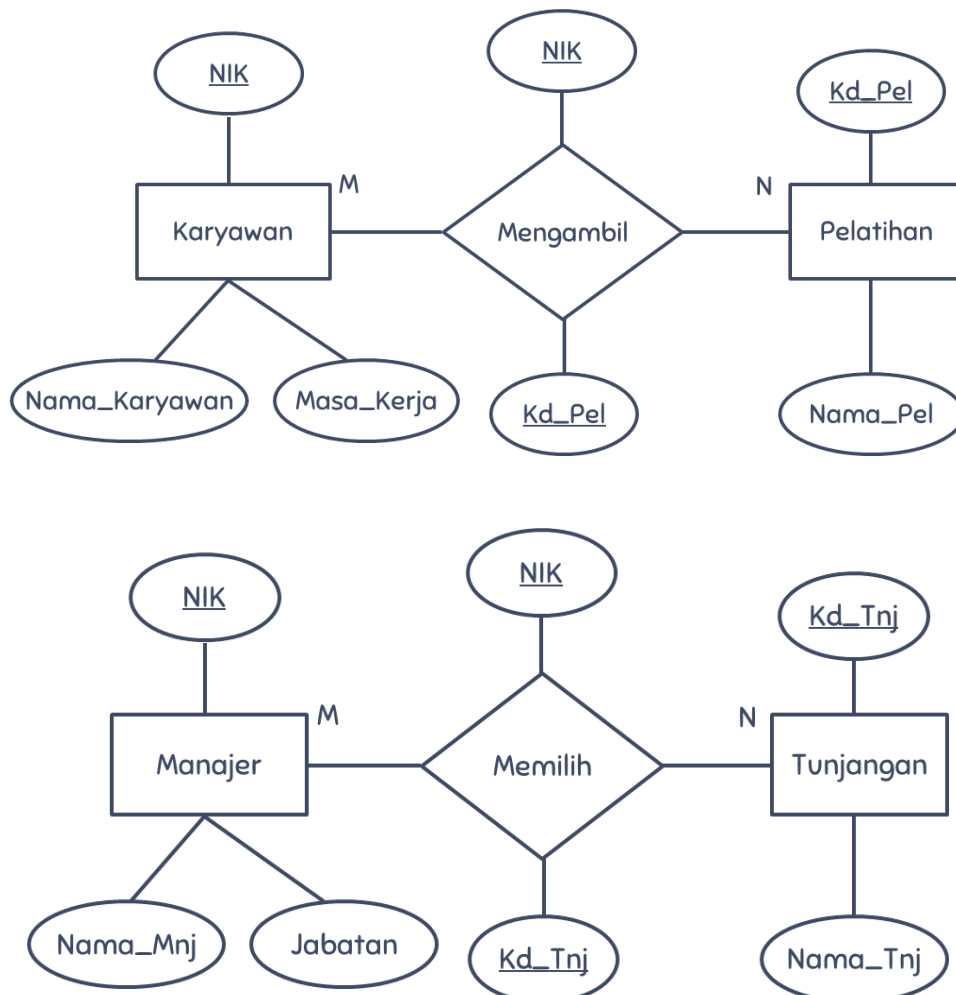 NIK
NIK
Kd_Pel
M
N
Karyawan
Mengambil
Pelatihan
Nama_Karyawan
Masa_Kerja
Kd_Pel
Nama_Pel
NIK
NIK
Kd_Tnj
M
N
Manajer
Memilih
Tunjangan
Nama_Mnj
Jabatan
Kd_Tnj
Nama_Tnj